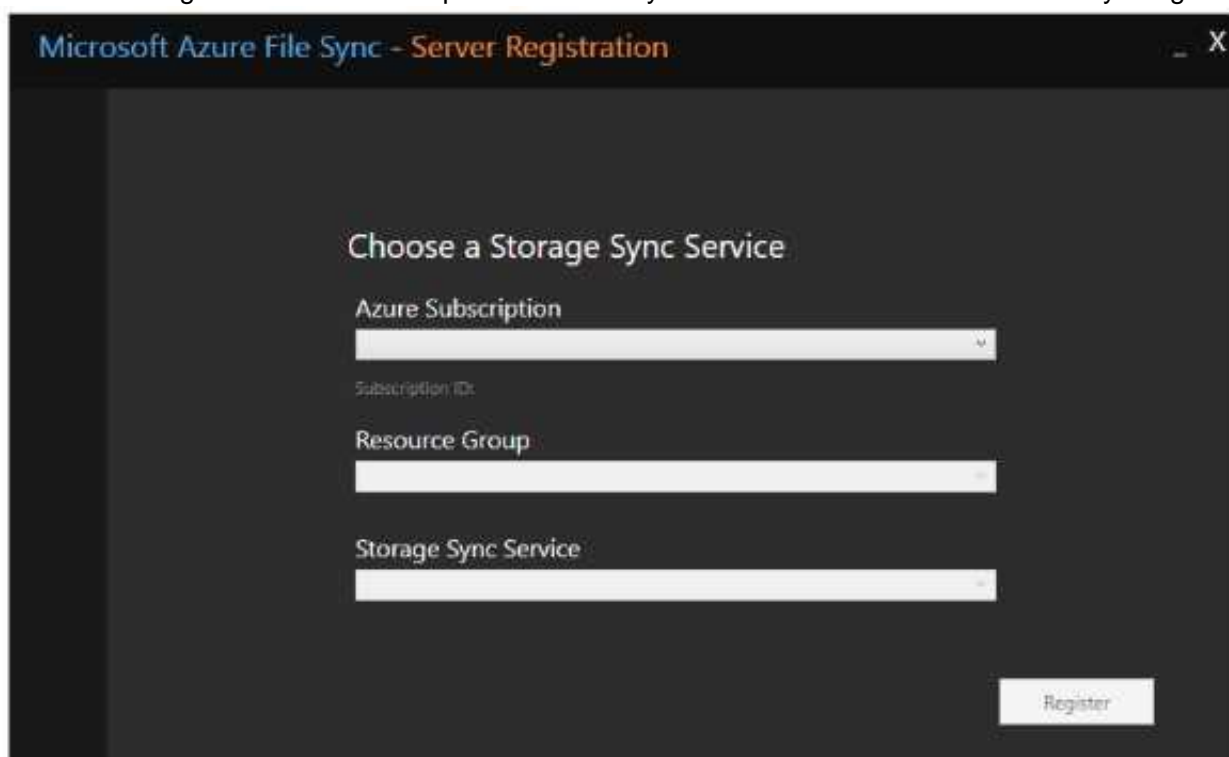 Microsoft Azure File Sync - Server Registration
_ X
Choose a Storage Sync Service
Azure Subscription
Subscription ID:
Resource Group
Storage Sync Service
Register